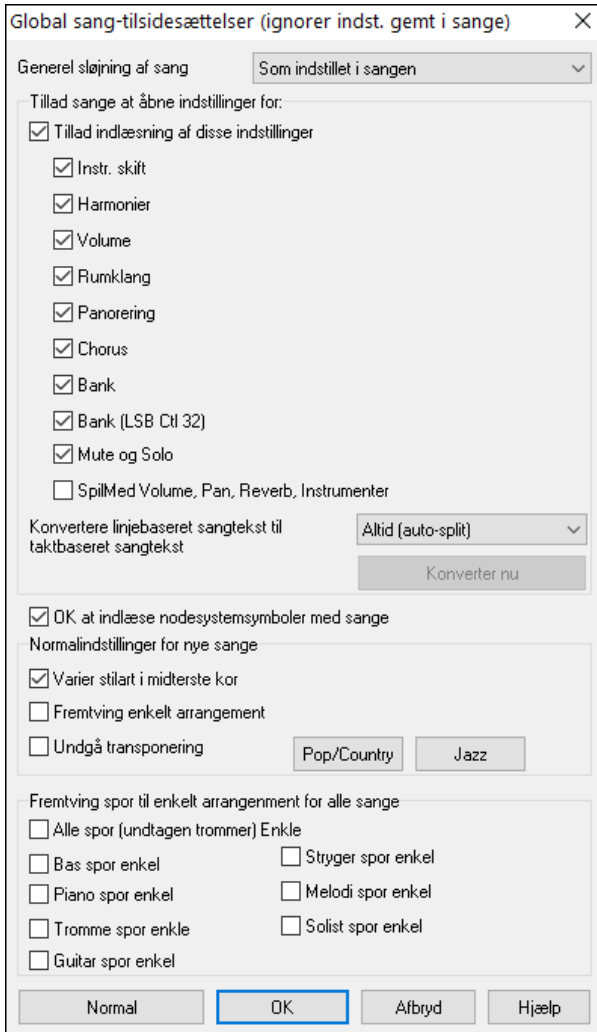 Global sang-tilsidesættelser (ignorer indst. gemt i sange)
Generel sløjning af sang
Som indstillet i sangen
Tillad sange at åbne indstillinger for:
Tillad indlæsning af disse indstillinger
Instr. skift
Harmonier
Volume
Rumklang
Panorering
Chorus
Bank
Bank (LSB Ctl 32)
Mute og Solo
SpilMed Volume, Pan, Reverb, Instrumenter
Konvertere linjebaseret sangtekst til
taktbaseret sangtekst
Altid (auto-split)
Konverter nu
OK at indlæse nodesystemsymboler med sange
Normalindstillinger for nye sange
Varier stilart i midterste kor
Fremtving enkelt arrangement
Undgå transponering
Pop/Country
Jazz
Fremtving spor til enkelt arrangenment for alle sange
Alle spor (undtagen trommer) Enkle
Bas spor enkel
Stryger spor enkel
Piano spor enkel
Melodi spor enkel
Tromme spor enkle
Solist spor enkel
Guitar spor enkel
Normal
OK
Afbryd
Hjælp